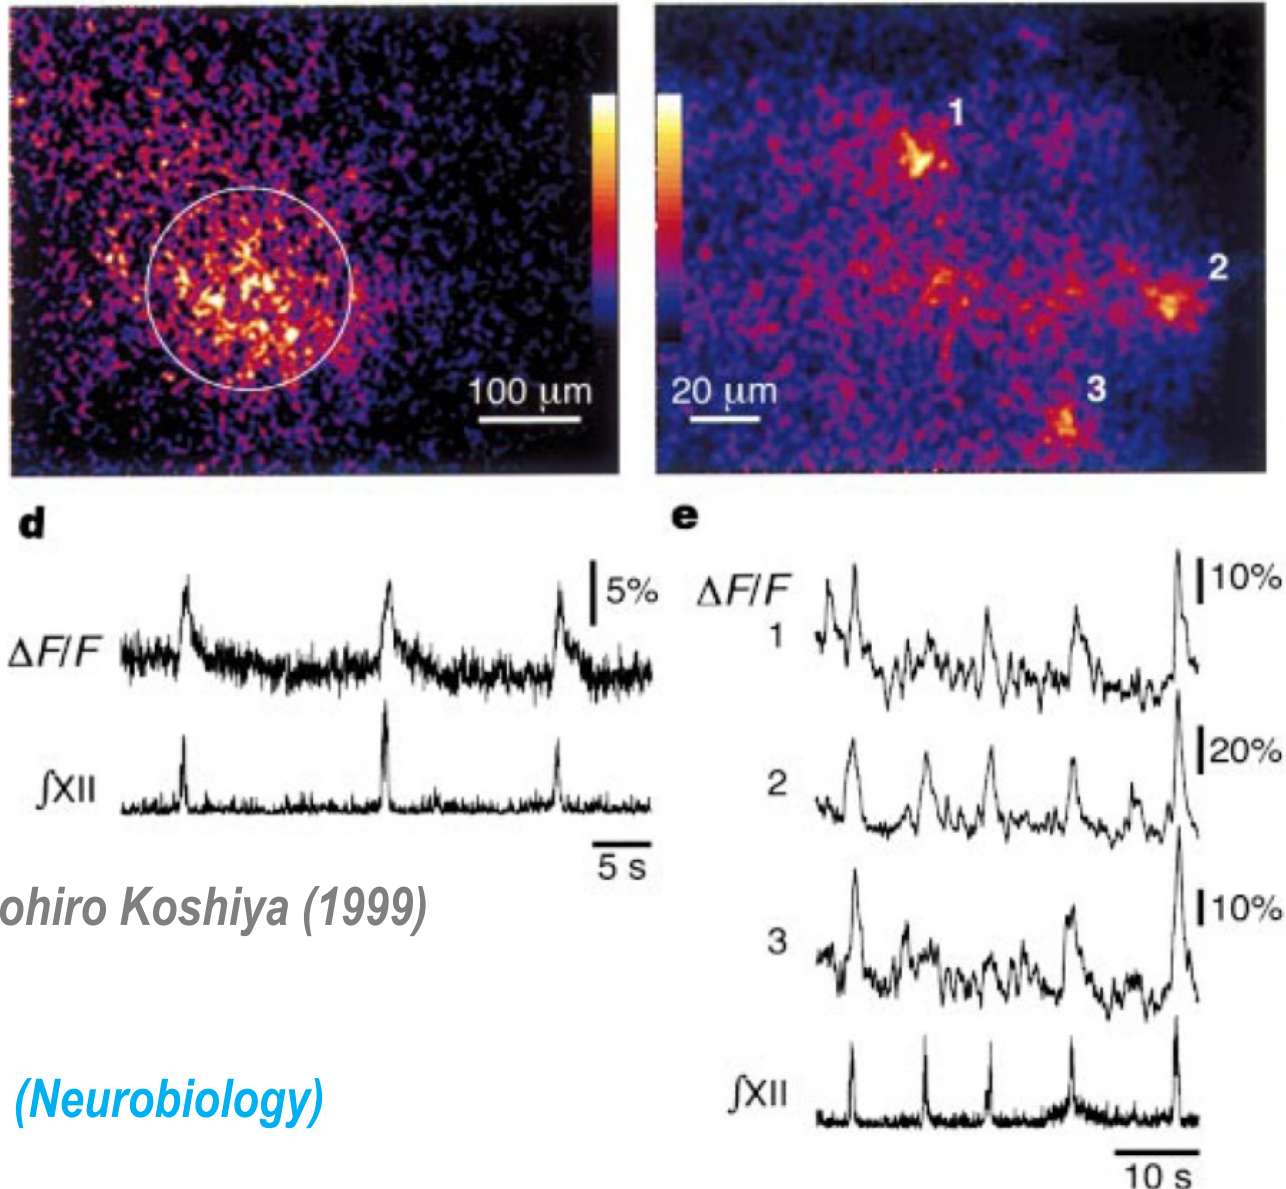 1
2
3
100 μm
20 μm
d
e
ΔF/F
5%
∫XII
5 s
ΔF/F
1
10%
2
20%
3
10%
∫XII
10 s
ohiro Koshiya (1999)
(Neurobiology)